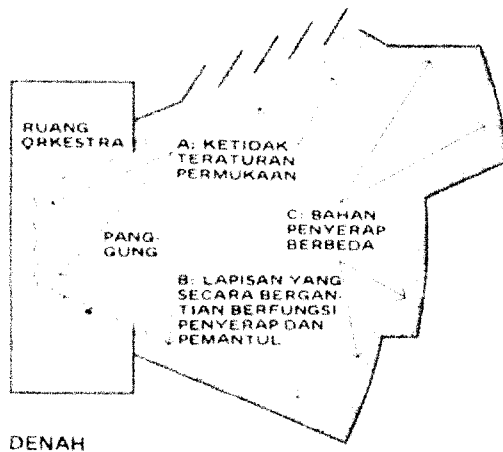 RUANG
ORKESTRA
A: KETIDAK
TERATURAN
PERMUKAAN
C: BAHAN
PENYERAP
BERBEDA
PANG-
GUNG
B: LAPISAN YANG
SECARA BERGAN-
TIAN BERFUNGSI
PENYERAP DAN
PEMANTUL
DENAH